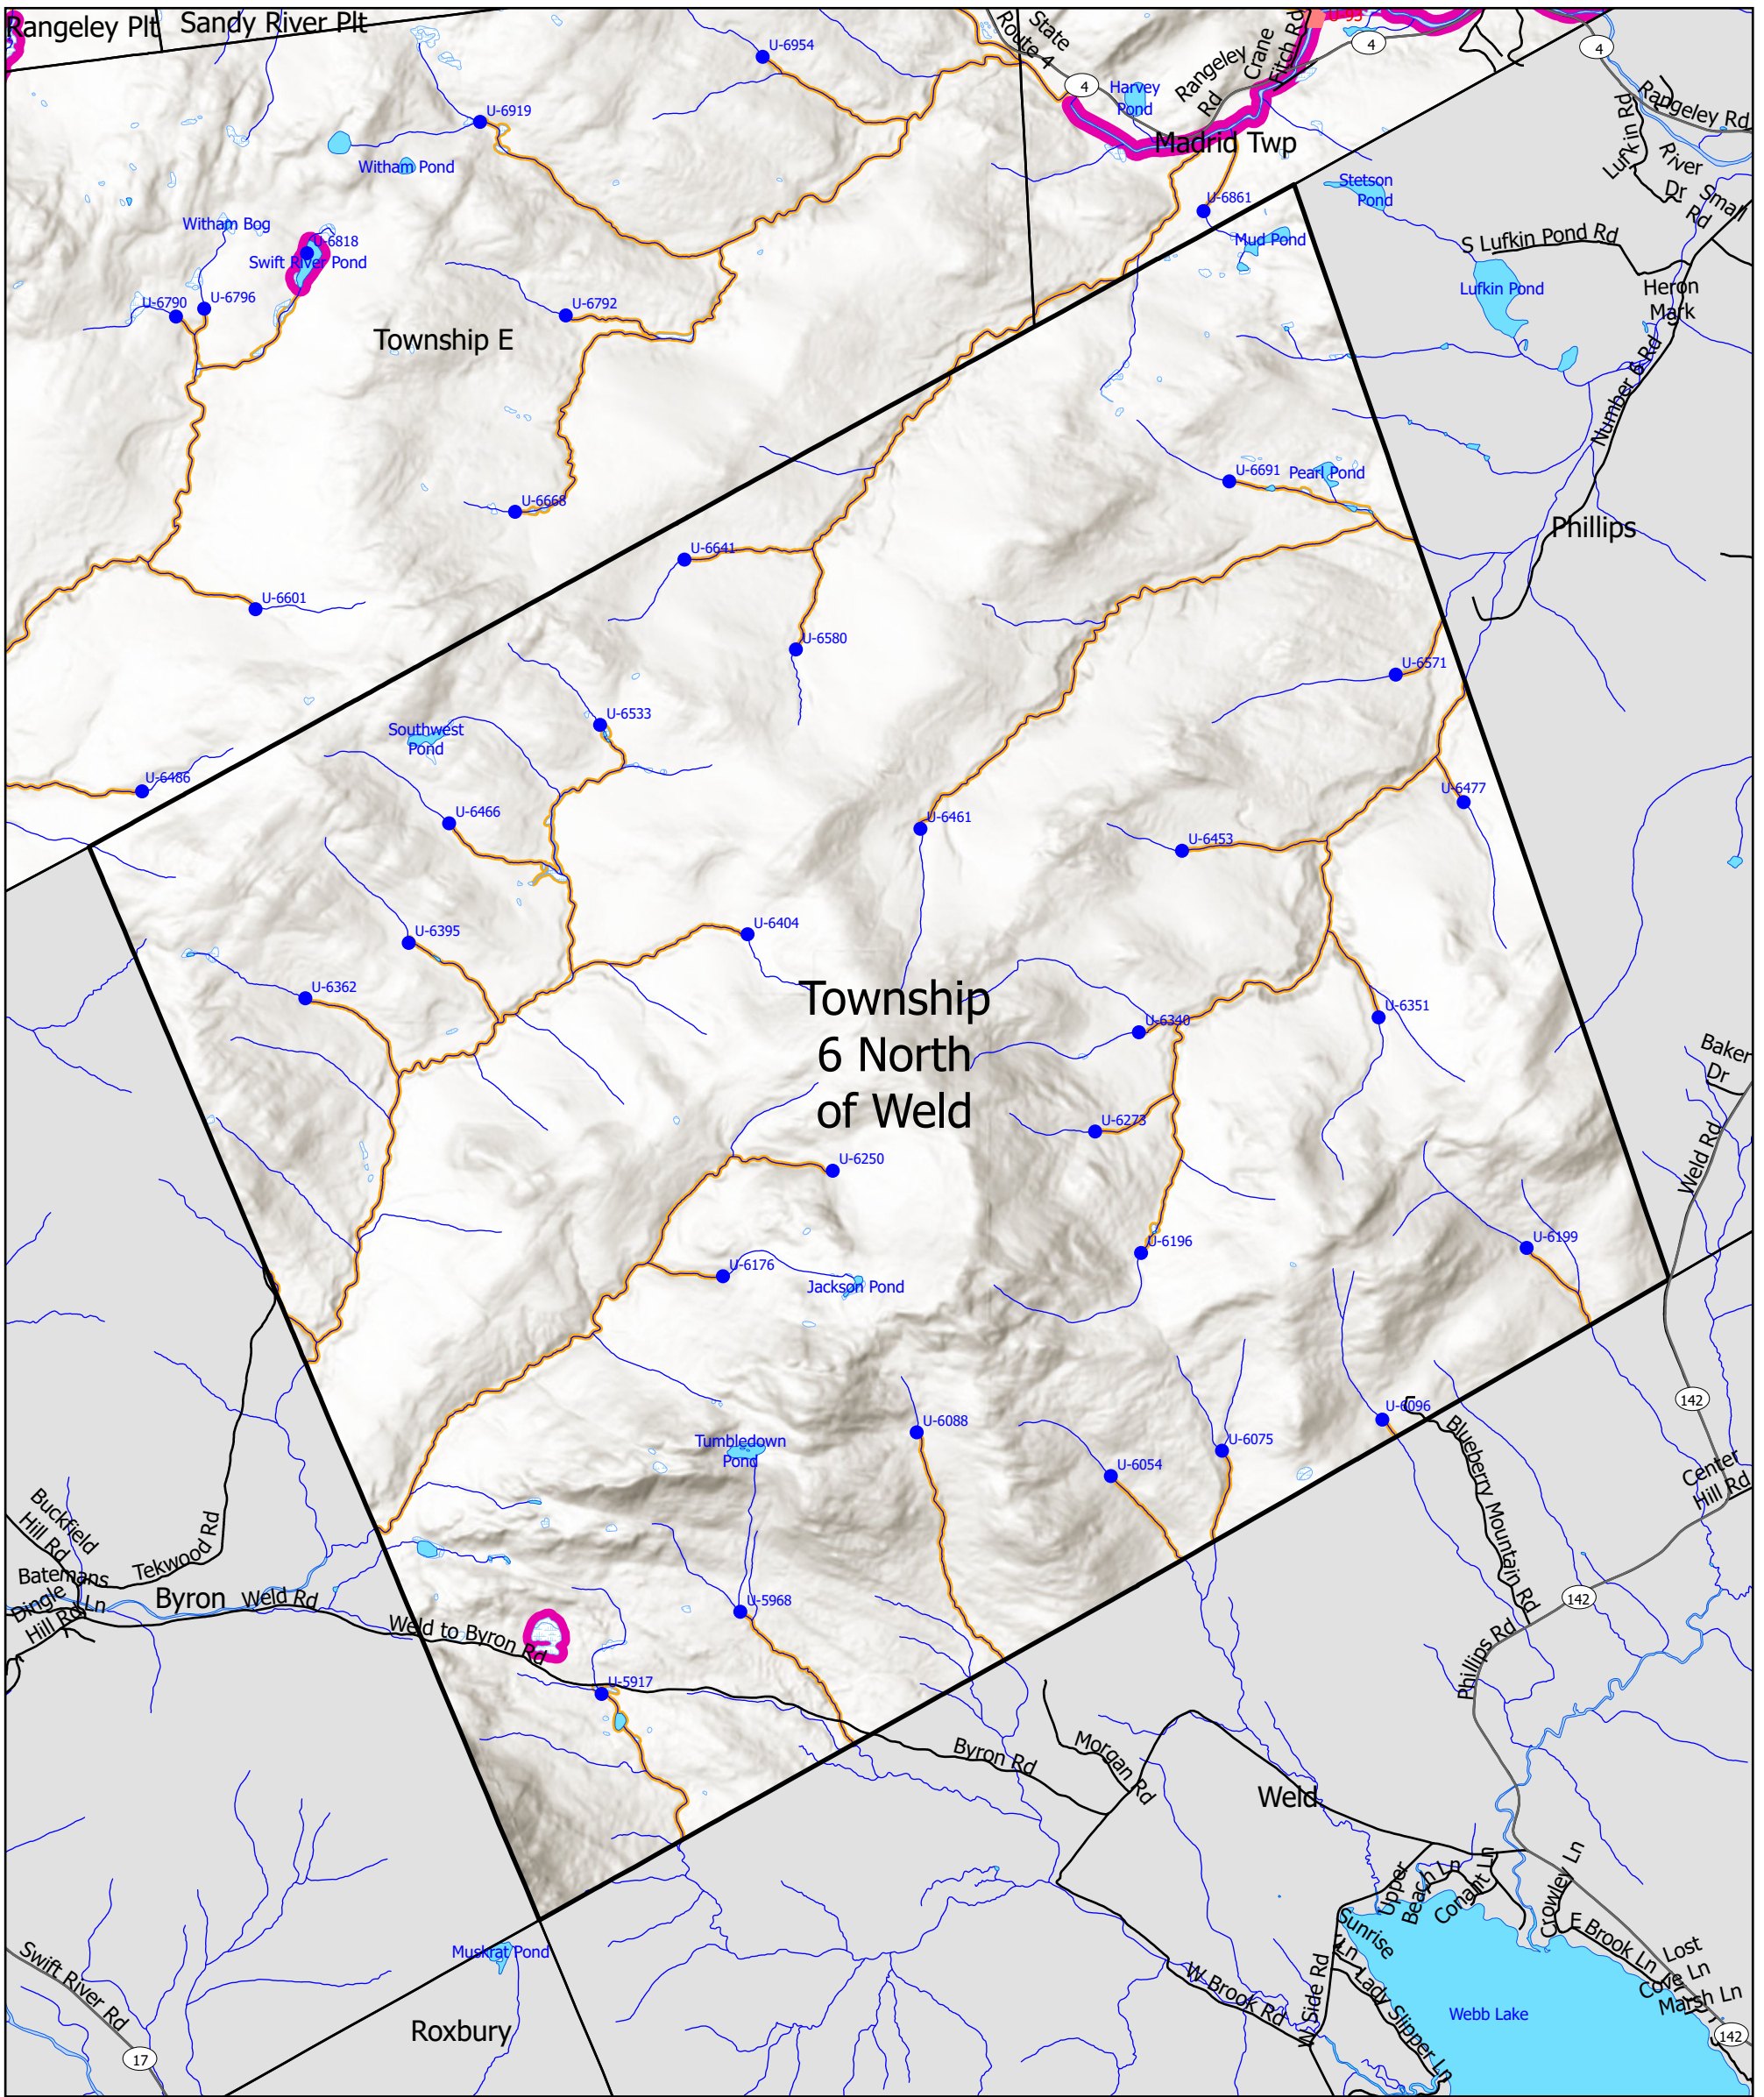 Rangeley Plt
Sandy River Plt
State
Route 4
4
Harvey
Pond
Rangeley
Rd
Crane
Fitch Rd
U-95
4
4
Rangeley Rd
Lufkin Rd
River
Dr
Small
Rd
Madrid Twp
U-6954
U-6919
Witham Pond
Witham Bog
U-6818
Swift River Pond
U-6790
U-6796
U-6792
Township E
U-6861
Mud Pond
Stetson
Pond
S Lufkin Pond Rd
Lufkin Pond
Heron
Mark
Number 6 Rd
Phillips
U-6668
U-6691
Pearl Pond
U-6641
U-6601
U-6580
U-6571
U-6533
Southwest
Pond
U-6486
U-6466
U-6461
U-6453
U-6477
U-6395
U-6404
U-6362
Township
6 North
of Weld
U-6340
U-6351
U-6273
U-6250
U-6196
U-6199
U-6176
Jackson Pond
Baker
Dr
Weld Rd
142
U-6096
U-6088
U-6075
U-6054
Tumbledown
Pond
Center
Hill Rd
Blueberry Mountain Rd
142
Phillips Rd
Buckfield
Hill Rd
Batemans
Ln
Dingle
Hill Rd
Tekwood Rd
Byron
Weld Rd
Weld to Byron Rd
U-5968
U-5917
Byron Rd
Morgan Rd
Weld
Upper
Beach Ln
Conant Ln
Crowley Ln
E Brook Ln
Lost
Cove Ln
Marsh Ln
142
Sunrise
Ln
Lady Slipper Ln
W Side Rd
W Brook Rd
Webb Lake
Muskrat Pond
Roxbury
Swift River Rd
17